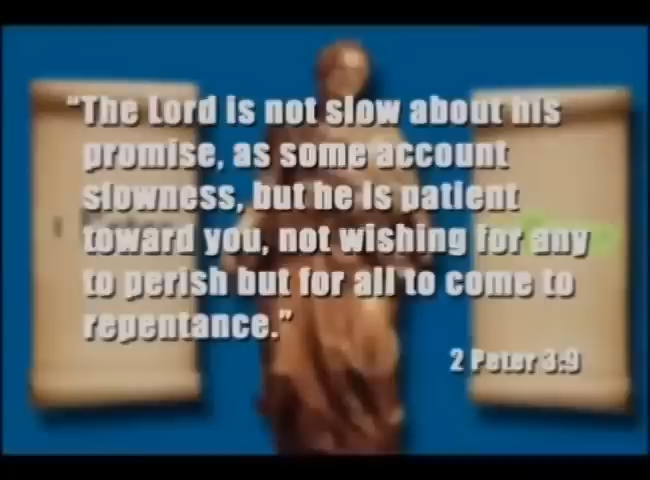 “The Lord is not slow about his
promise, as some account
slowness, but he is patient
toward you, not wishing for any
to perish but for all to come to
repentance.”
2 Peter 3:9